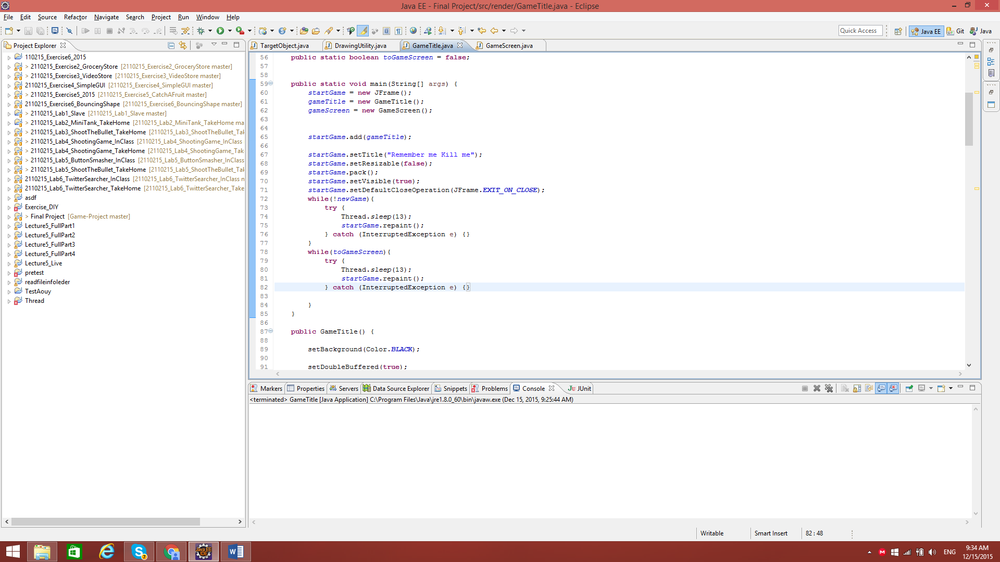 Java EE - Final Project/src/render/GameTitle.java - Eclipse
File Edit Source Refactor Navigate Search Project Run Window Help
Quick Access Java EE Git Java
Project Explorer
110215_Exercise6_2015
> 2110215_Exercise2_GroceryStore [2110215_Exercise2_GroceryStore master]
> 2110215_Exercise3_VideoStore [2110215_Exercise3_VideoStore master]
2110215_Exercise4_SimpleGUI [2110215_Exercise4_SimpleGUI master]
> 2110215_Exercise5_2015 [2110215_Exercise5_CatchAFruit master]
2110215_Exercise6_BouncingShape [2110215_Exercise6_BouncingShape master]
> 2110215_Lab1_Slave [2110215_Lab1_Slave master]
> 2110215_Lab2_MiniTank_TakeHome [2110215_Lab2_MiniTank_TakeHome ma
> 2110215_Lab3_ShootTheBullet_TakeHome [2110215_Lab3_ShootTheBullet_Tak
> 2110215_Lab4_ShootingGame_InClass [2110215_Lab4_ShootingGame_InClass
> 2110215_Lab4_ShootingGame_TakeHome [2110215_Lab4_ShootingGame_Tak
> 2110215_Lab5_ButtonSmasher_InClass [2110215_Lab5_ButtonSmasher_InClass
> 2110215_Lab5_ShootTheBullet_TakeHome [2110215_Lab5_ShootTheBullet_Tak
2110215_Lab6_TwitterSearcher_InClass [2110215_Lab6_TwitterSearcher_InClass n
2110215_Lab6_TwitterSearcher_TakeHome [2110215_Lab6_TwitterSearcher_Take
asdf
Exercise_DIY
> Final Project [Game-Project master]
Lecture5_FullPart1
Lecture5_FullPart2
Lecture5_FullPart3
Lecture5_FullPart4
Lecture5_Live
pretest
readfileinfoleder
TestAouy
Thread
TargetObject.java DrawingUtility.java GameTitle.java GameScreen.java
56 public static boolean toGameScreen = false;
57
58
59 public static void main(String[] args) {
60 startGame = new JFrame();
61 gameTitle = new GameTitle();
62 gameScreen = new GameScreen();
63
64
65 startGame.add(gameTitle);
66
67 startGame.setTitle("Remember me Kill me");
68 startGame.setResizable(false);
69 startGame.pack();
70 startGame.setVisible(true);
71 startGame.setDefaultCloseOperation(JFrame.EXIT_ON_CLOSE);
72 while(!newGame){
73 try {
74 Thread.sleep(13);
75 startGame.repaint();
76 } catch (InterruptedException e) {}
77 }
78 while(toGameScreen){
79 try {
80 Thread.sleep(13);
81 startGame.repaint();
82 } catch (InterruptedException e) {}
83
84 }
85 }
86
87 public GameTitle() {
88
89 setBackground(Color.BLACK);
90
91 setDoubleBuffered(true);
Markers Properties Servers Data Source Explorer Snippets Problems Console JUnit
<terminated> GameTitle [Java Application] C:\Program Files\Java\jre1.8.0_60\bin\javaw.exe (Dec 15, 2015, 9:25:44 AM)
Writable Smart Insert 82 : 48
7
Java EE
IDE
ENG
9:34 AM
12/15/2015